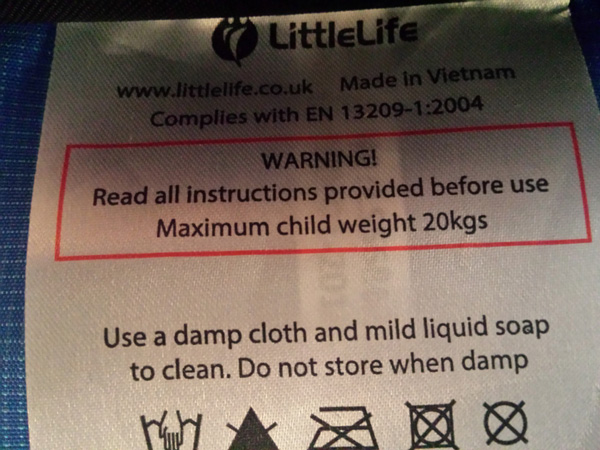 LittleLife
www.littlelife.co.uk Made in Vietnam
Complies with EN 13209-1:2004
WARNING!
Read all instructions provided before use
Maximum child weight 20kgs
Use a damp cloth and mild liquid soap
to clean. Do not store when damp